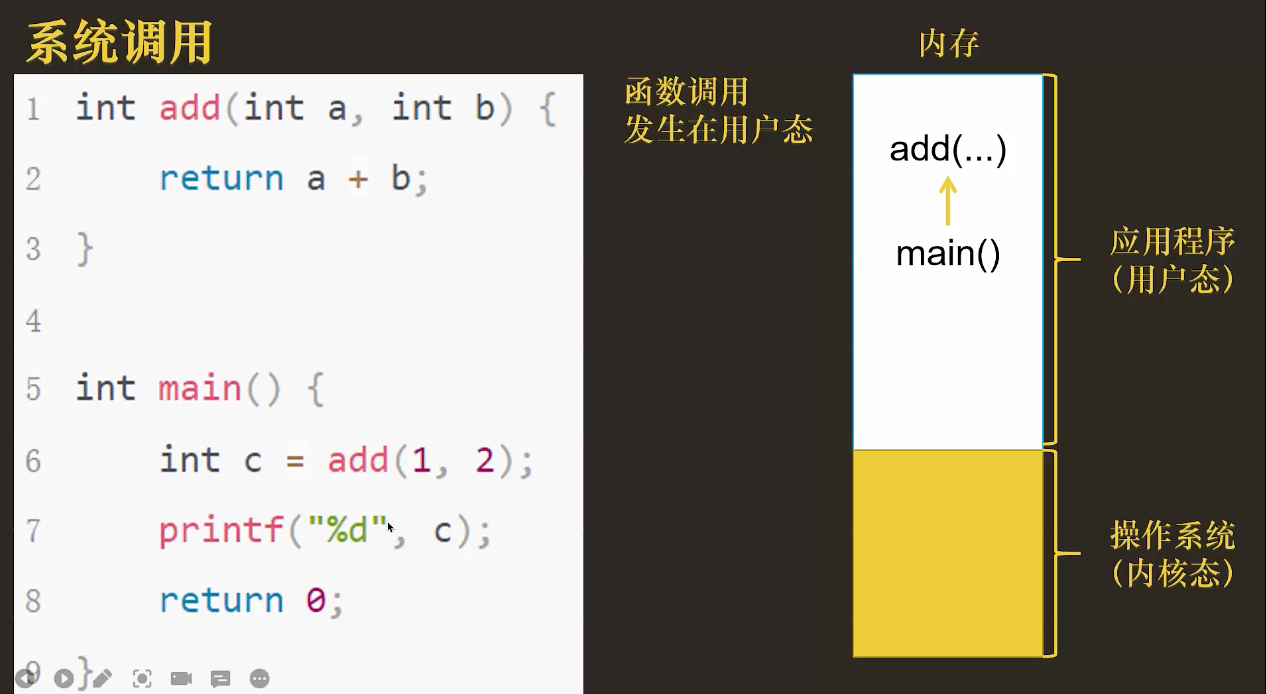 系统调用
1 int add(int a, int b) {
2 return a + b;
3 }
4
5 int main() {
6 int c = add(1, 2);
7 printf("%d", c);
8 return 0;
9 }
函数调用
发生在用户态
内存
add(...)
main()
应用程序
（用户态）
操作系统
（内核态）